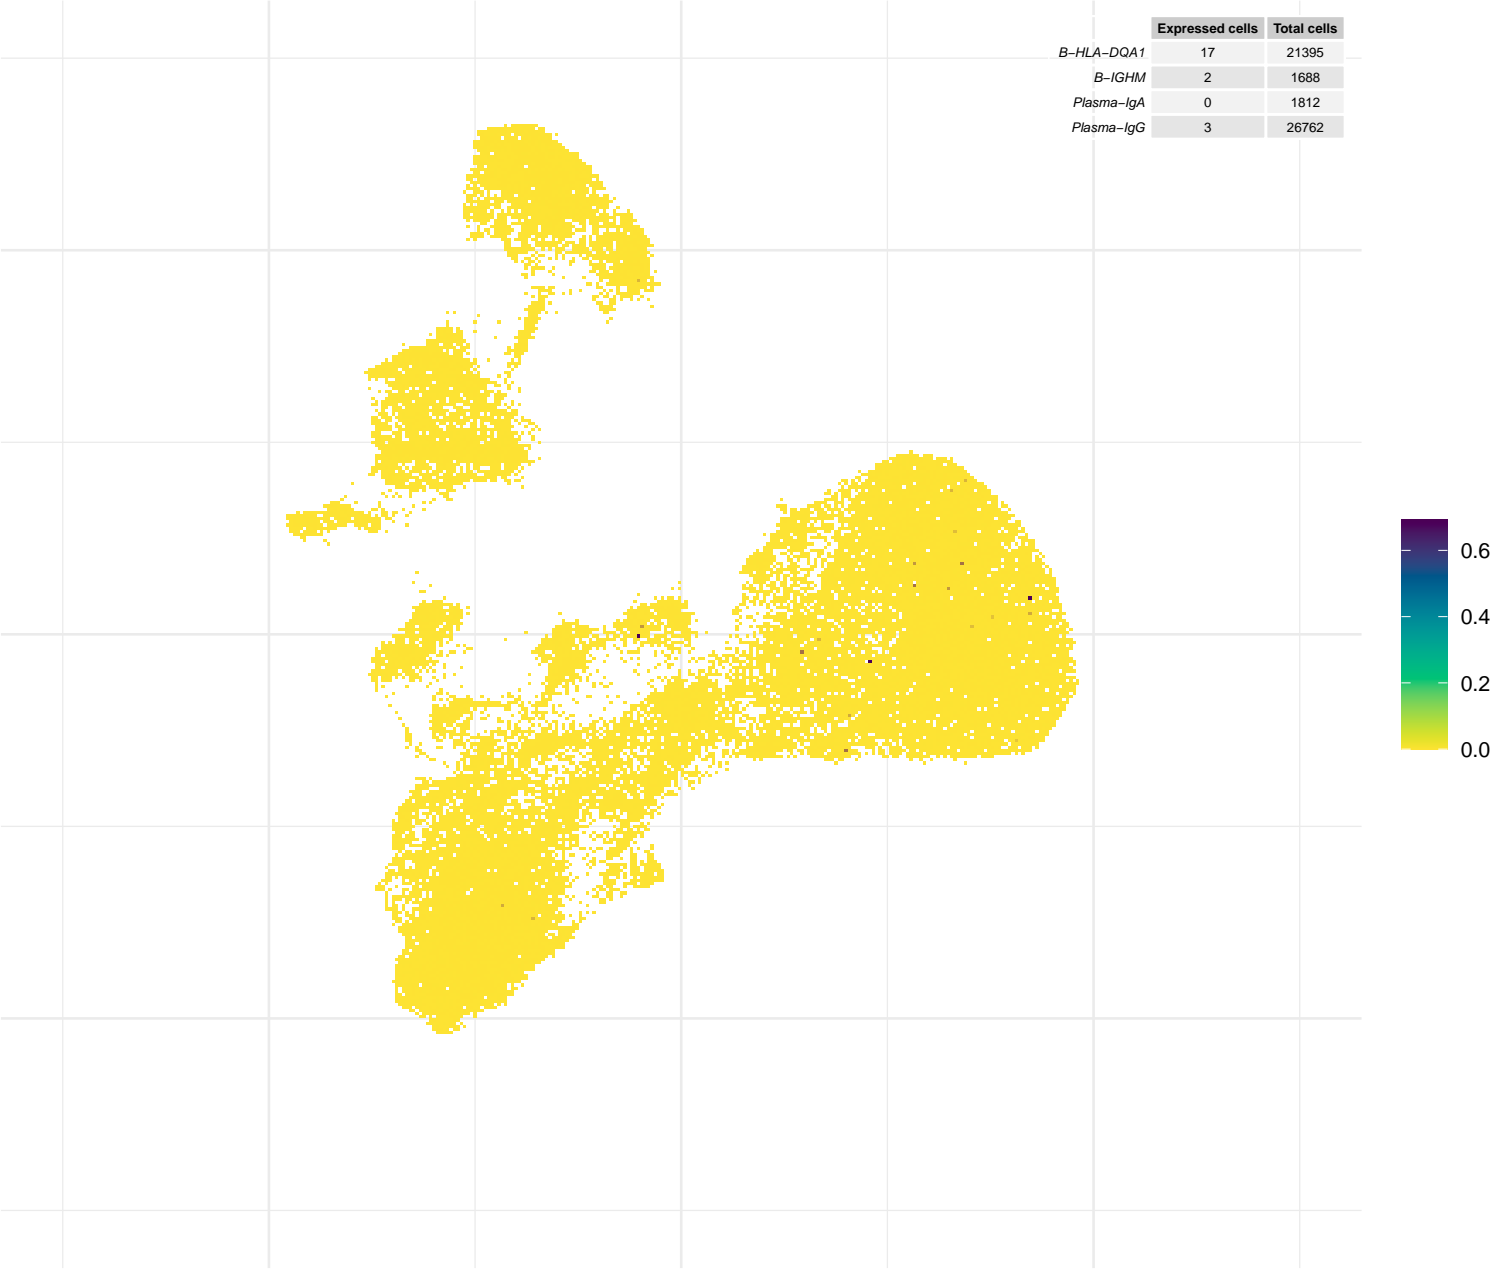 Expressed cells Total cells
B−HLA−DQA1 17 21395
B−IGHM 2 1688
Plasma−IgA 0 1812
Plasma−IgG 3 26762
0.6
0.4
0.2
0.0